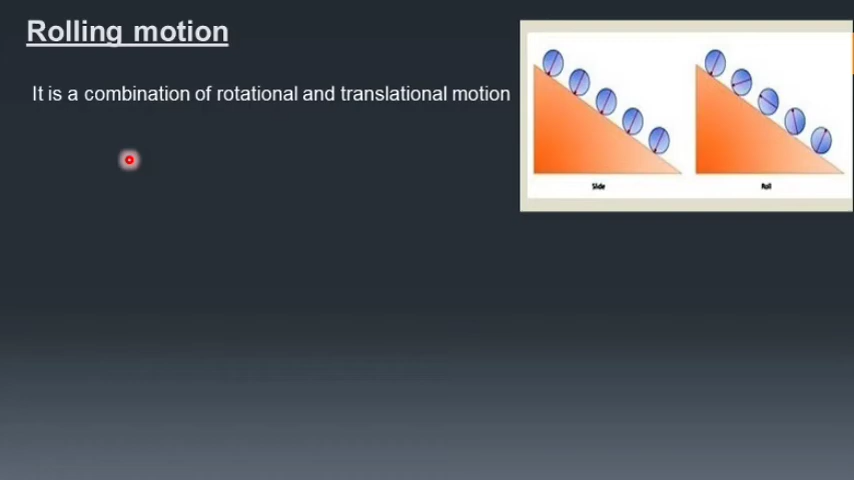 Rolling motion
It is a combination of rotational and translational motion
Slide
Roll